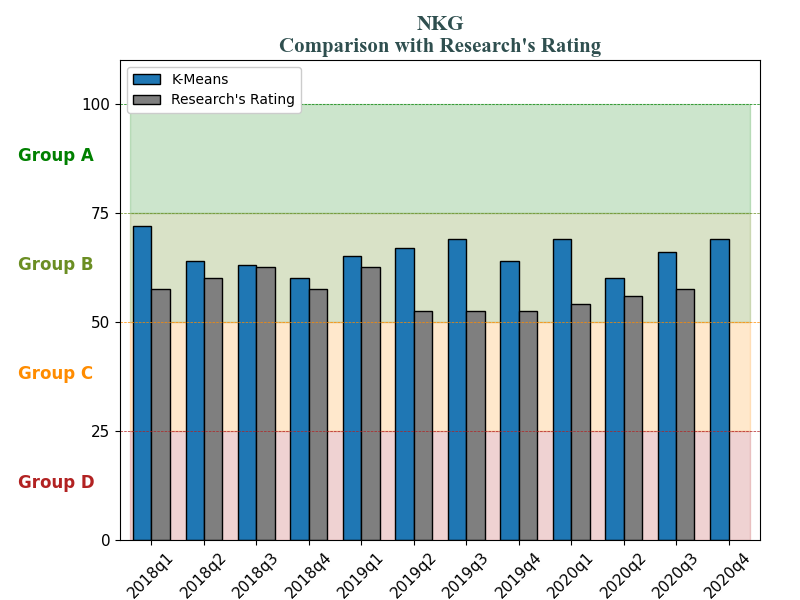 NKG
Comparison with Research's Rating
K-Means
Research's Rating
100
Group A
75
Group B
50
Group C
25
Group D
0
2018q1
2018q2
2018q3
2018q4
2019q1
2019q2
2019q3
2019q4
2020q1
2020q2
2020q3
2020q4